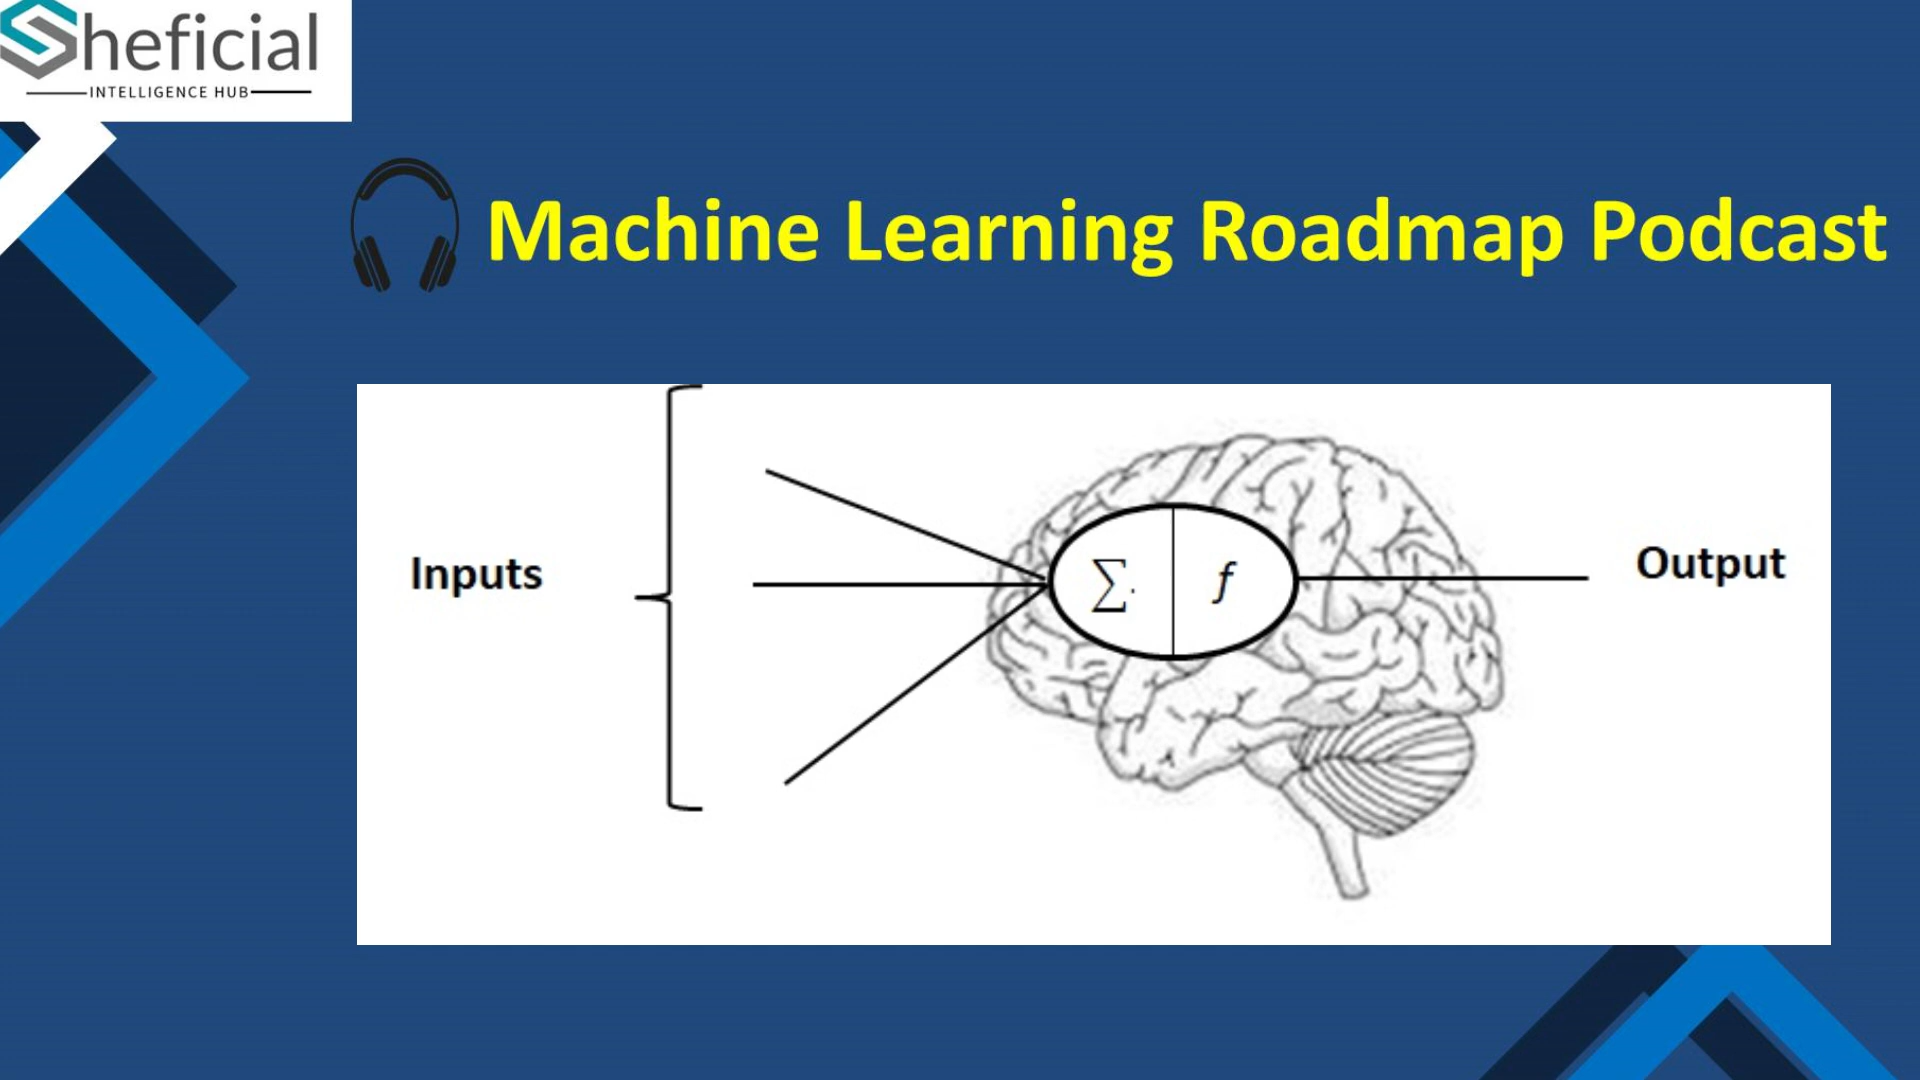 Sheficial
INTELLIGENCE HUB
Machine Learning Roadmap Podcast
Inputs
∑.
f
Output